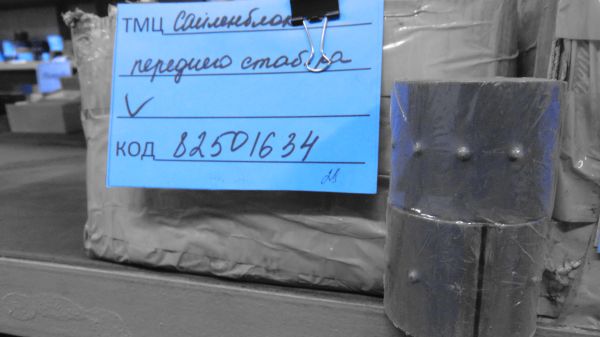 ТМЦ Сайленблок
переднего стаб-ра
V
КОД 82501634